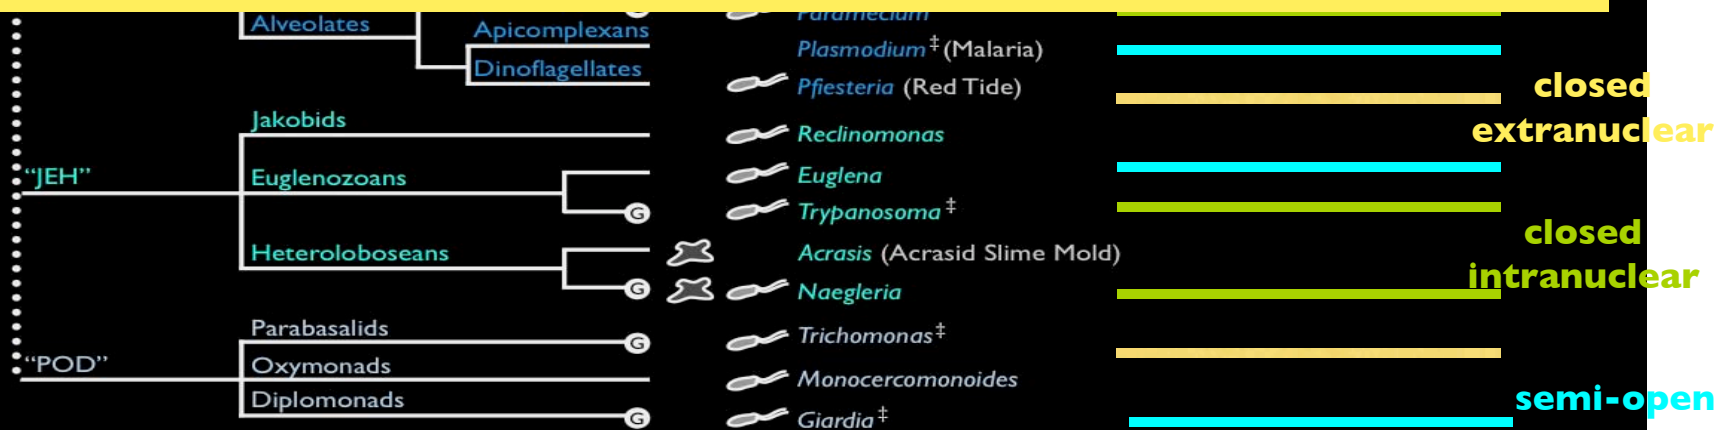 Alveolates
Apicomplexans
Dinoflagellates
Paramecium
Plasmodium‡(Malaria)
Pfiesteria (Red Tide)
closed
extranuclear
Jakobids
Reclinomonas
"JEH"
Euglenozoans
Euglena
G
Trypanosoma‡
closed
intranuclear
Heteroloboseans
Acrasis (Acrasid Slime Mold)
G
Naegleria
Parabasalids
G
Trichomonas‡
"POD"
Oxymonads
Monocercomonoides
Diplomonads
G
Giardia‡
semi-open